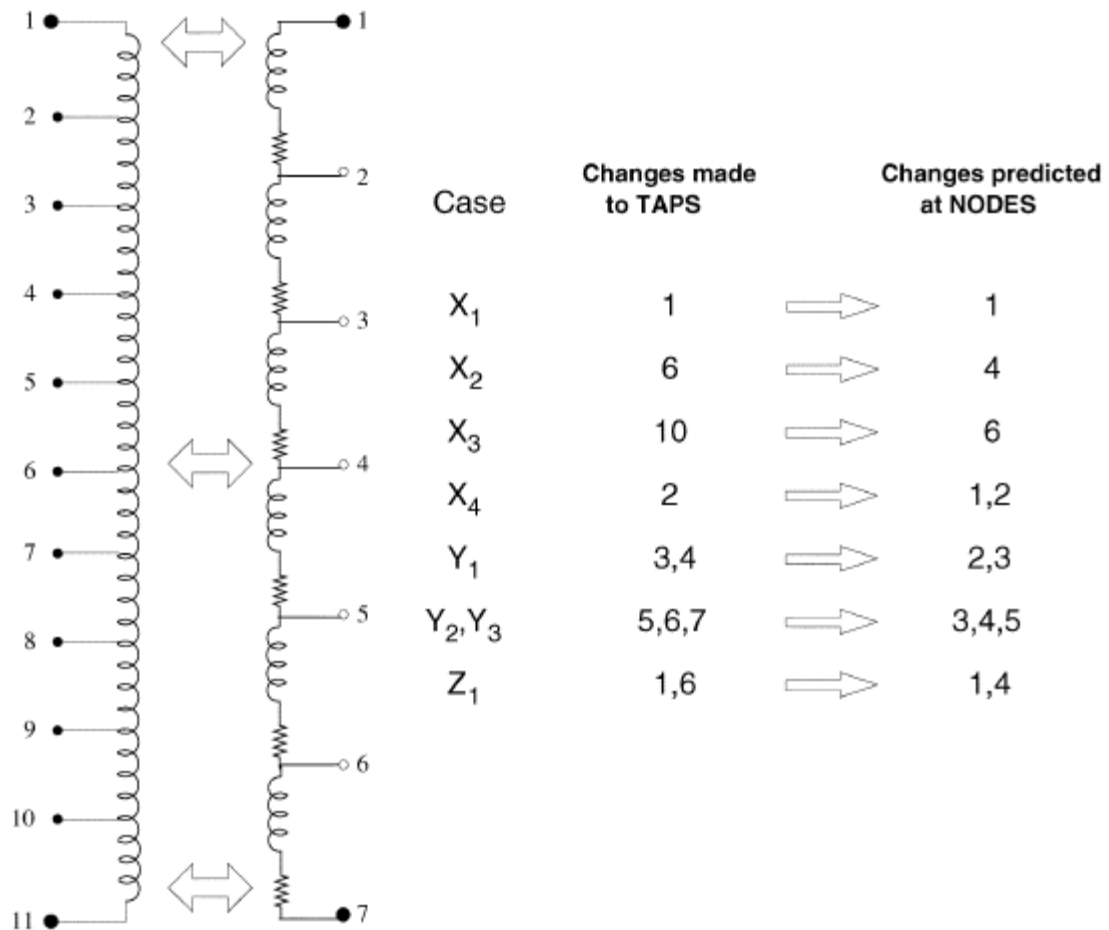 1
2
3
4
5
6
7
8
9
10
11
1
2
3
4
5
6
7
Case Changes made to TAPS Changes predicted at NODES
X1 1 1
X2 6 4
X3 10 6
X4 2 1,2
Y1 3,4 2,3
Y2,Y3 5,6,7 3,4,5
Z1 1,6 1,4